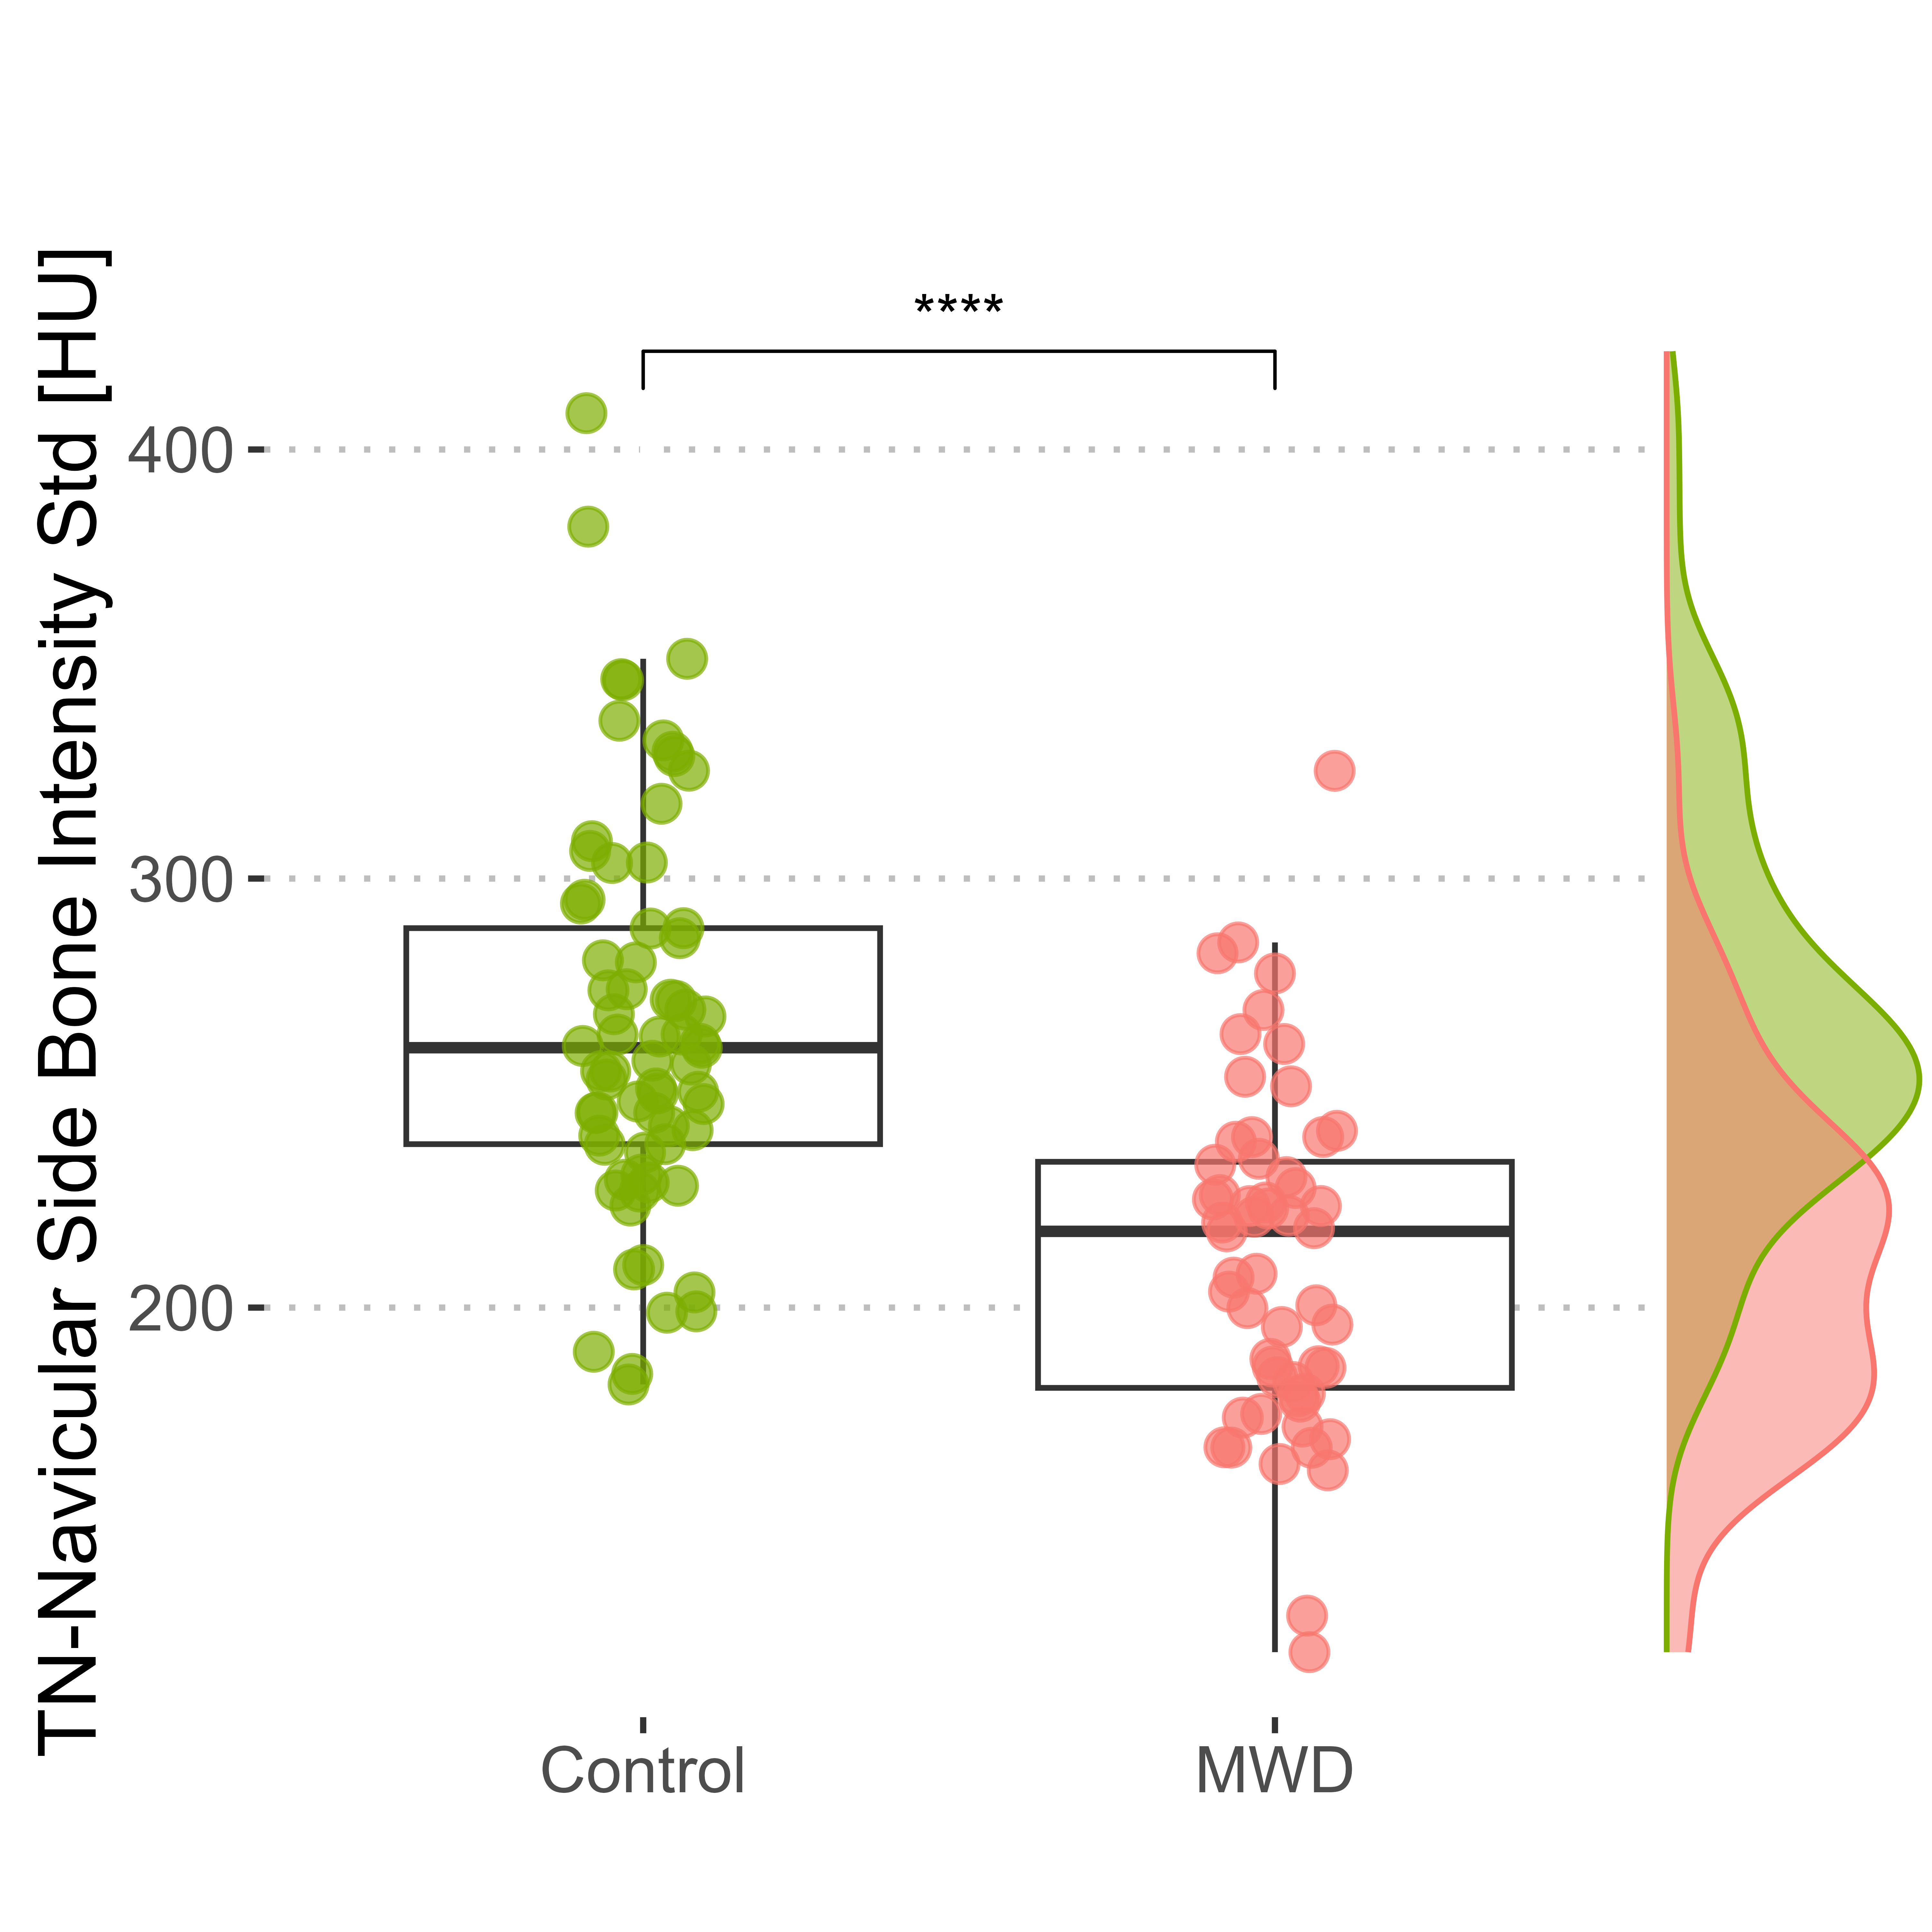 TN-Navicular Side Bone Intensity Std [HU]
****
400
300
200
Control
MWD